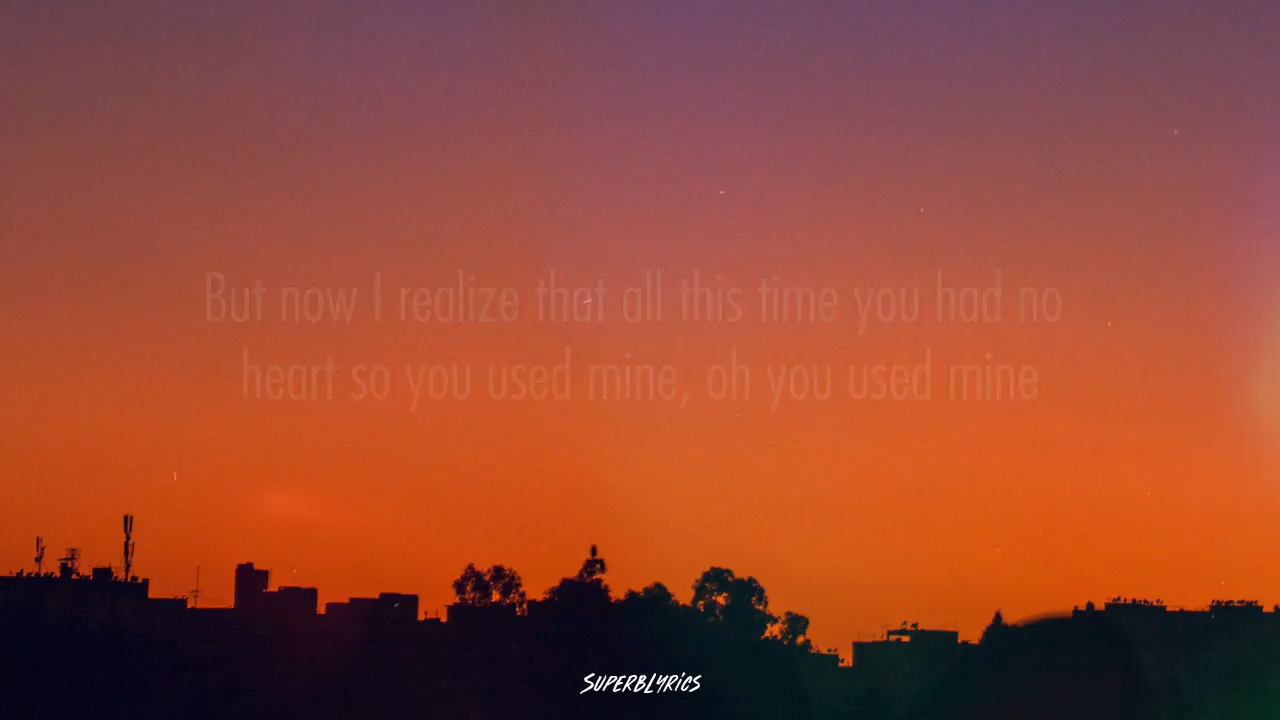 But now I realize that all this time you had no
heart so you used mine, oh you used mine
SUPERBLYRICS